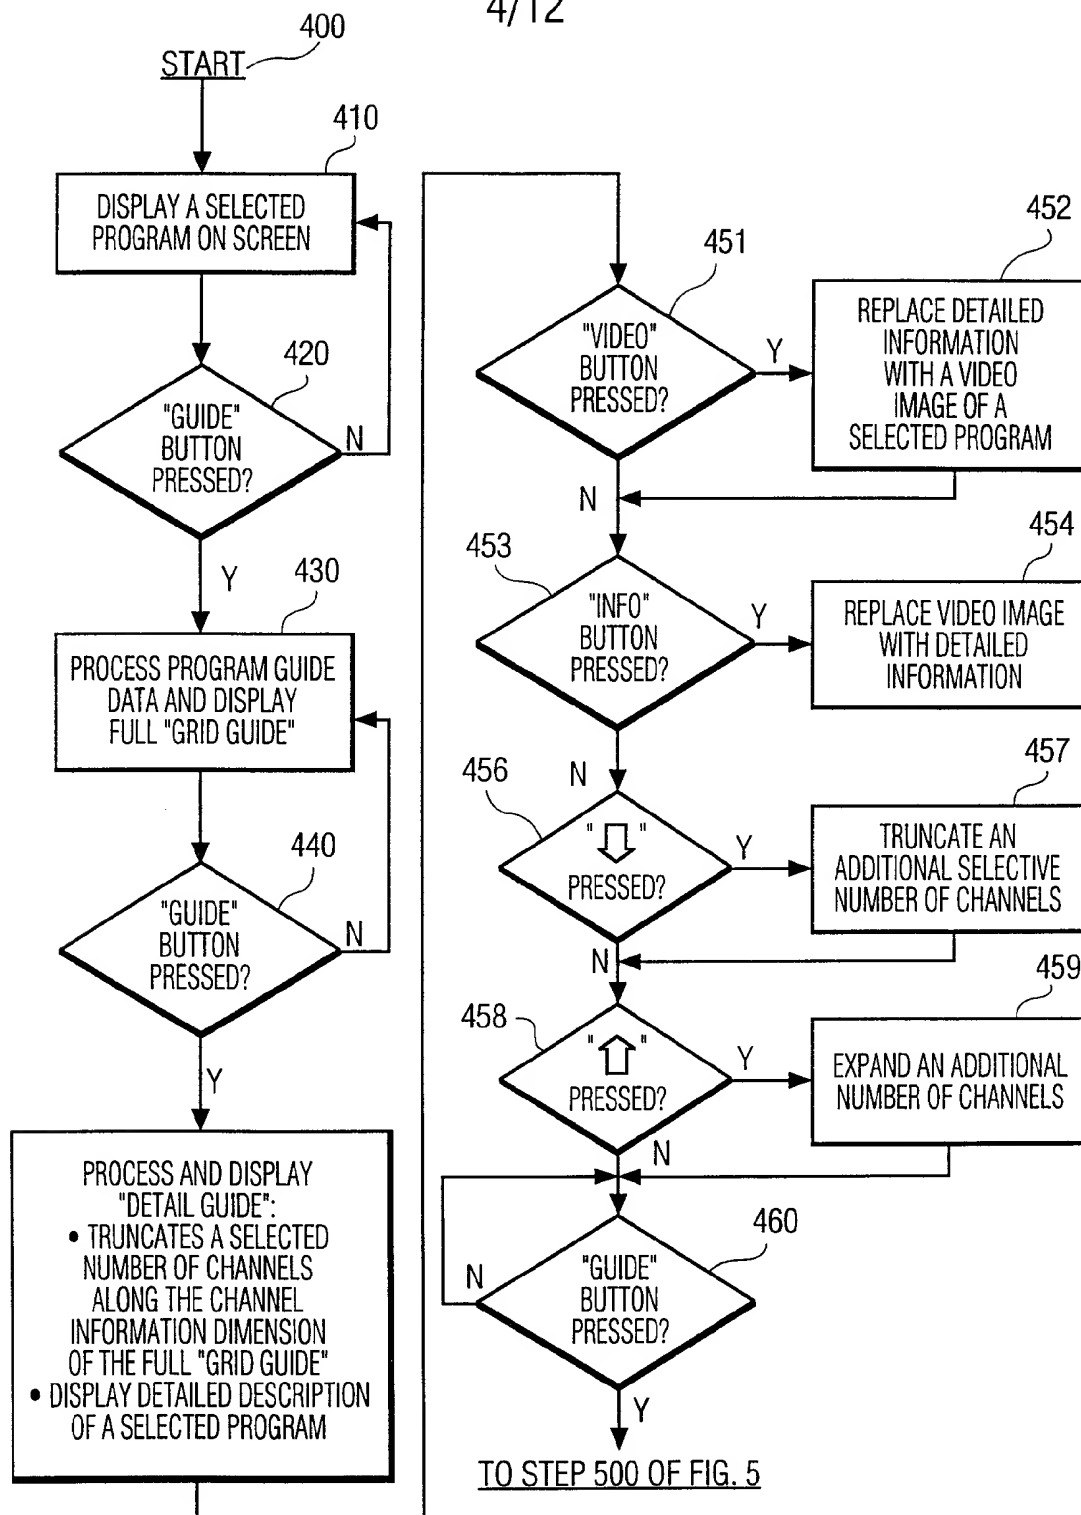 4/12
400
START
410
DISPLAY A SELECTED
PROGRAM ON SCREEN
420
"GUIDE"
BUTTON
PRESSED?
N
Y
430
PROCESS PROGRAM GUIDE
DATA AND DISPLAY
FULL "GRID GUIDE"
440
"GUIDE"
BUTTON
PRESSED?
N
Y
PROCESS AND DISPLAY
"DETAIL GUIDE":
• TRUNCATES A SELECTED
NUMBER OF CHANNELS
ALONG THE CHANNEL
INFORMATION DIMENSION
OF THE FULL "GRID GUIDE"
• DISPLAY DETAILED DESCRIPTION
OF A SELECTED PROGRAM
451
"VIDEO"
BUTTON
PRESSED?
Y
N
452
REPLACE DETAILED
INFORMATION
WITH A VIDEO
IMAGE OF A
SELECTED PROGRAM
453
"INFO"
BUTTON
PRESSED?
Y
N
454
REPLACE VIDEO IMAGE
WITH DETAILED
INFORMATION
456
"⇩"
PRESSED?
Y
N
457
TRUNCATE AN
ADDITIONAL SELECTIVE
NUMBER OF CHANNELS
458
"⇧"
PRESSED?
Y
N
459
EXPAND AN ADDITIONAL
NUMBER OF CHANNELS
460
"GUIDE"
BUTTON
PRESSED?
N
Y
TO STEP 500 OF FIG. 5